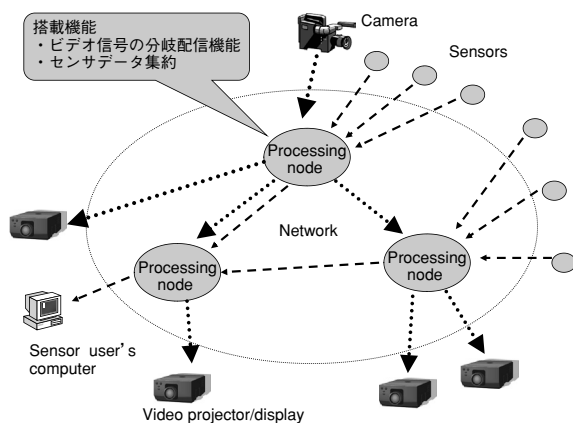 搭載機能
・ビデオ信号の分岐配信機能
・センサデータ集約
Camera
Sensors
Processing
node
Network
Processing
node
Processing
node
Sensor user's
computer
Video projector/display